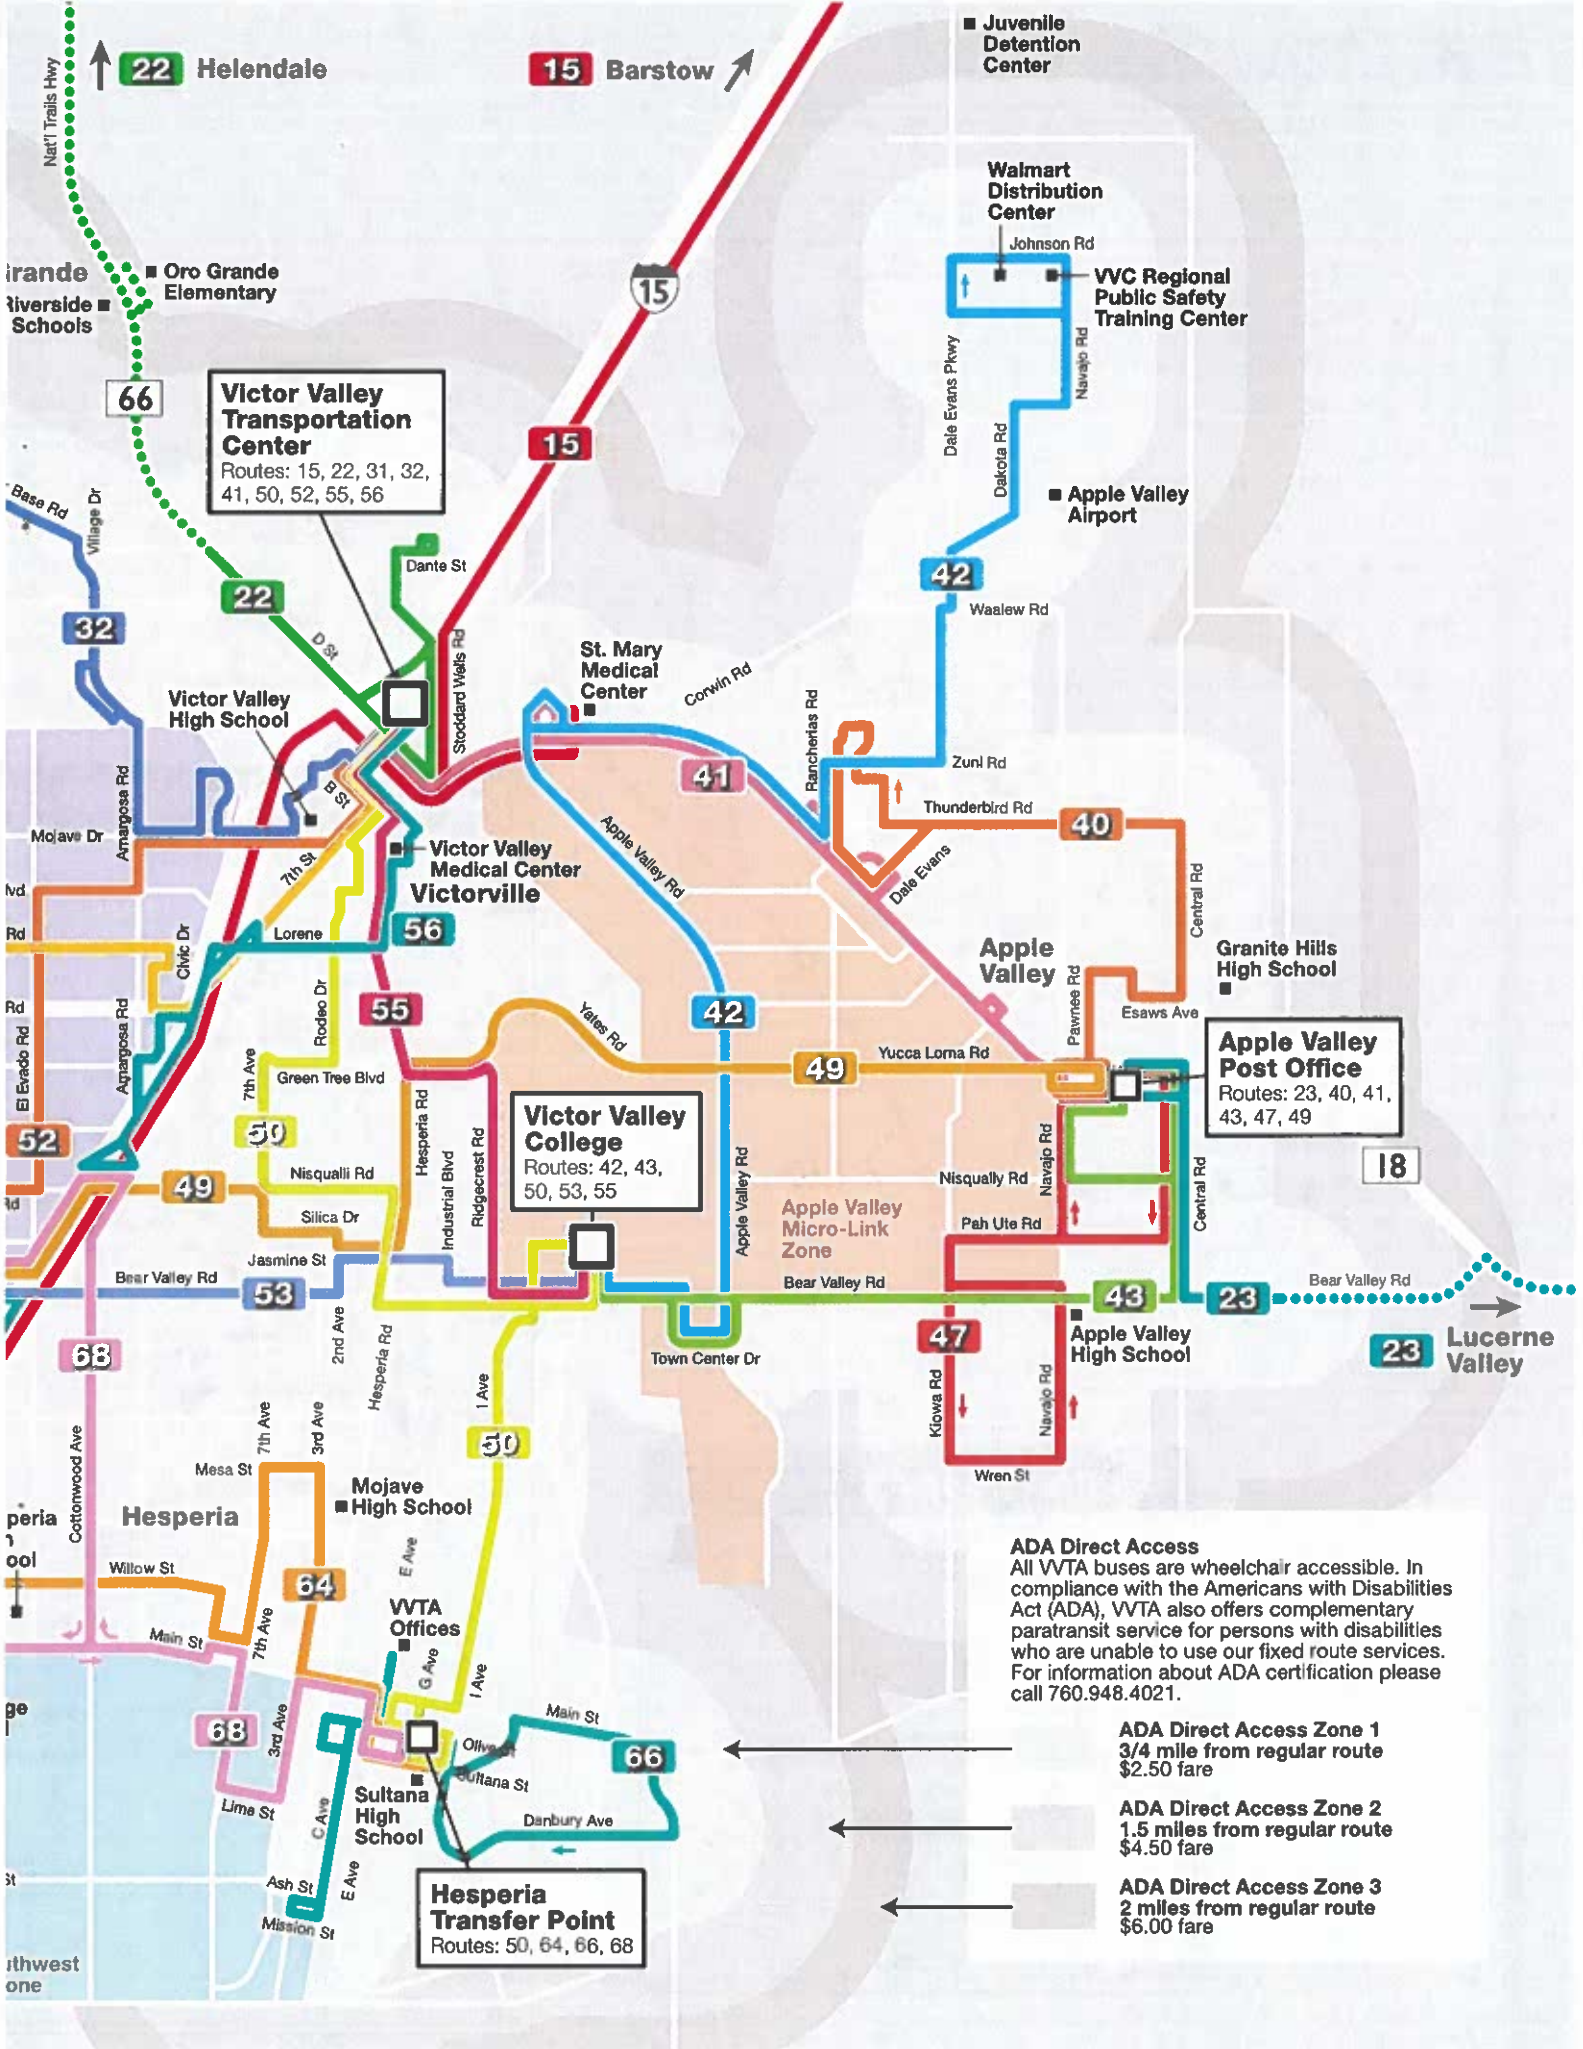 Juvenile
Detention
Center
22 Helendale
15 Barstow
Nat'l Trails Hwy
Walmart
Distribution
Center
Johnson Rd
VVC Regional
Public Safety
Training Center
Oro Grande
Elementary
Riverside
Schools
15
66
Victor Valley
Transportation
Center
Routes: 15, 22, 31, 32,
41, 50, 52, 55, 56
15
Dale Evans Pkwy
Navajo Rd
Dakota Rd
Apple Valley
Airport
Base Rd
Village Dr
Dante St
42
Waalew Rd
22
32
D St
Stoddard Wells Rd
St. Mary
Medical
Center
Corwin Rd
Rancherias Rd
Victor Valley
High School
41
Zuni Rd
Amargosa Rd
B St
Thunderbird Rd
40
Mojave Dr
7th St
Victor Valley
Medical Center
Victorville
Apple Valley Rd
Dale Evans
Central Rd
Rd
Lorene
56
Civic Dr
Apple
Valley
Granite Hills
High School
Rd
El Evado Rd
Amargosa Rd
Rodeo Dr
55
Yates Rd
42
Pawnee Rd
Esaws Ave
7th Ave
Green Tree Blvd
49
Yucca Loma Rd
Apple Valley
Post Office
Routes: 23, 40, 41,
43, 47, 49
52
50
Hesperia Rd
Victor Valley
College
Routes: 42, 43,
50, 53, 55
Navajo Rd
Nisqualli Rd
49
Industrial Blvd
Ridgecrest Rd
Apple Valley Rd
Nisqually Rd
Central Rd
18
Silica Dr
Apple Valley
Micro-Link
Zone
Pah Ute Rd
Jasmine St
Bear Valley Rd
53
Bear Valley Rd
43
23
Bear Valley Rd
2nd Ave
Hesperia Rd
68
Town Center Dr
47
Apple Valley
High School
23
Lucerne
Valley
I Ave
Kiowa Rd
Navajo Rd
Cottonwood Ave
7th Ave
3rd Ave
50
Mesa St
Wren St
Mojave
High School
Hesperia
E Ave
Willow St
64
VVTA
Offices
Main St
7th Ave
G Ave
I Ave
ADA Direct Access
All VVTA buses are wheelchair accessible. In
compliance with the Americans with Disabilities
Act (ADA), VVTA also offers complementary
paratransit service for persons with disabilities
who are unable to use our fixed route services.
For information about ADA certification please
call 760.948.4021.
68
3rd Ave
Main St
Olive St
66
Sultana St
Lime St
C Ave
Sultana
High
School
Danbury Ave
ADA Direct Access Zone 1
3/4 mile from regular route
$2.50 fare
ADA Direct Access Zone 2
1.5 miles from regular route
$4.50 fare
Ash St
E Ave
Mission St
Hesperia
Transfer Point
Routes: 50, 64, 66, 68
ADA Direct Access Zone 3
2 miles from regular route
$6.00 fare